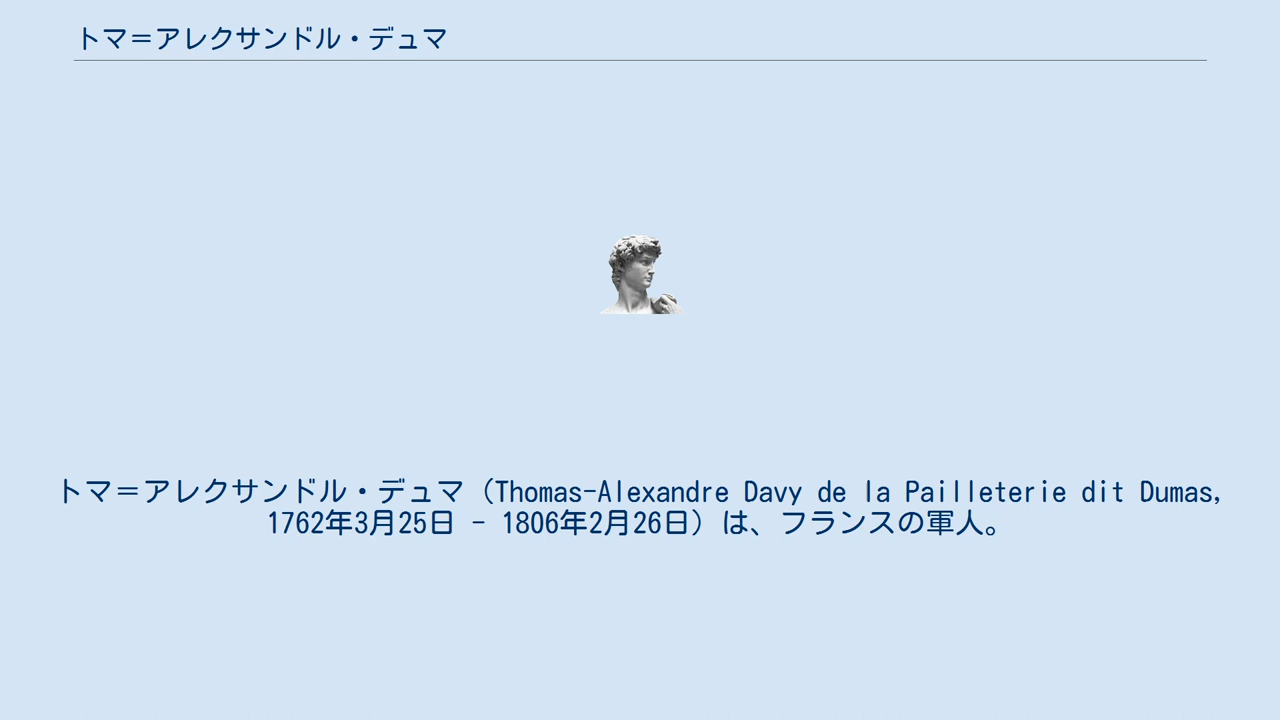 トマ＝アレクサンドル・デュマ
トマ＝アレクサンドル・デュマ（Thomas-Alexandre Davy de la Pailleterie dit Dumas,
1762年3月25日 - 1806年2月26日）は、フランスの軍人。